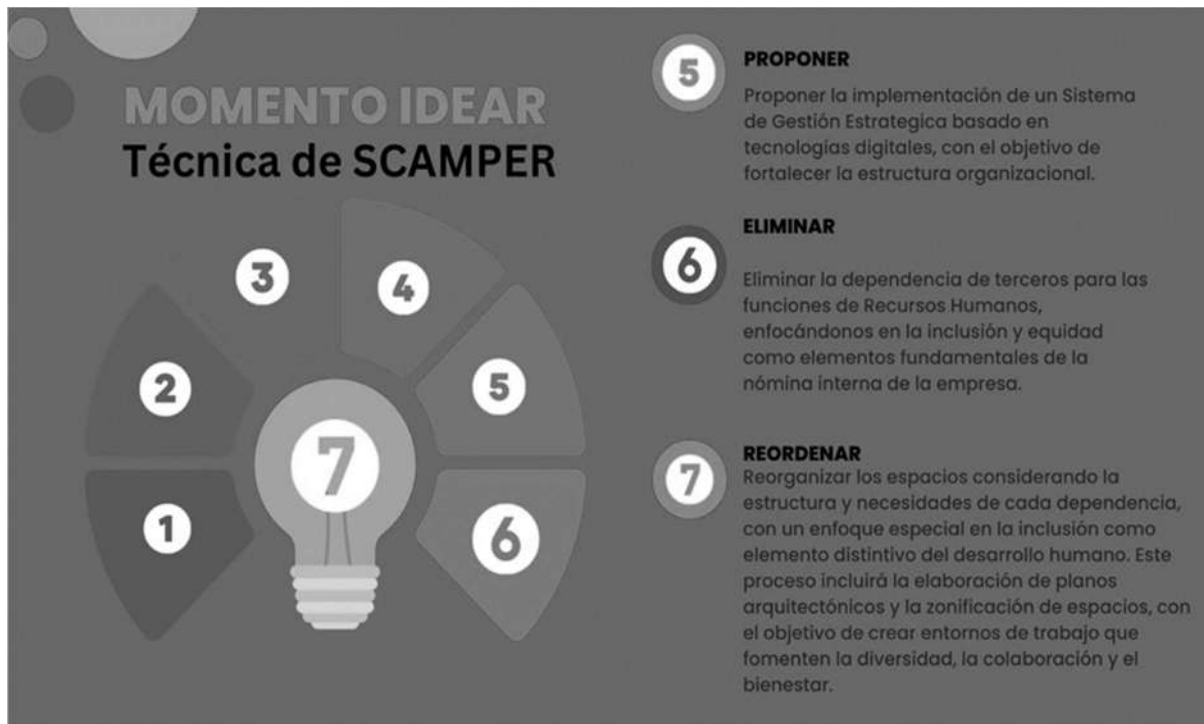 MOMENTO IDEAR
Técnica de SCAMPER
1
2
3
4
5
6
7
5
PROPONER
Proponer la implementación de un Sistema
de Gestión Estrategica basado en
tecnologías digitales, con el objetivo de
fortalecer la estructura organizacional.
6
ELIMINAR
Eliminar la dependencia de terceros para las
funciones de Recursos Humanos,
enfocándonos en la inclusión y equidad
como elementos fundamentales de la
nómina interna de la empresa.
7
REORDENAR
Reorganizar los espacios considerando la
estructura y necesidades de cada dependencia,
con un enfoque especial en la inclusión como
elemento distintivo del desarrollo humano. Este
proceso incluirá la elaboración de planos
arquitectónicos y la zonificación de espacios, con
el objetivo de crear entornos de trabajo que
fomenten la diversidad, la colaboración y el
bienestar.